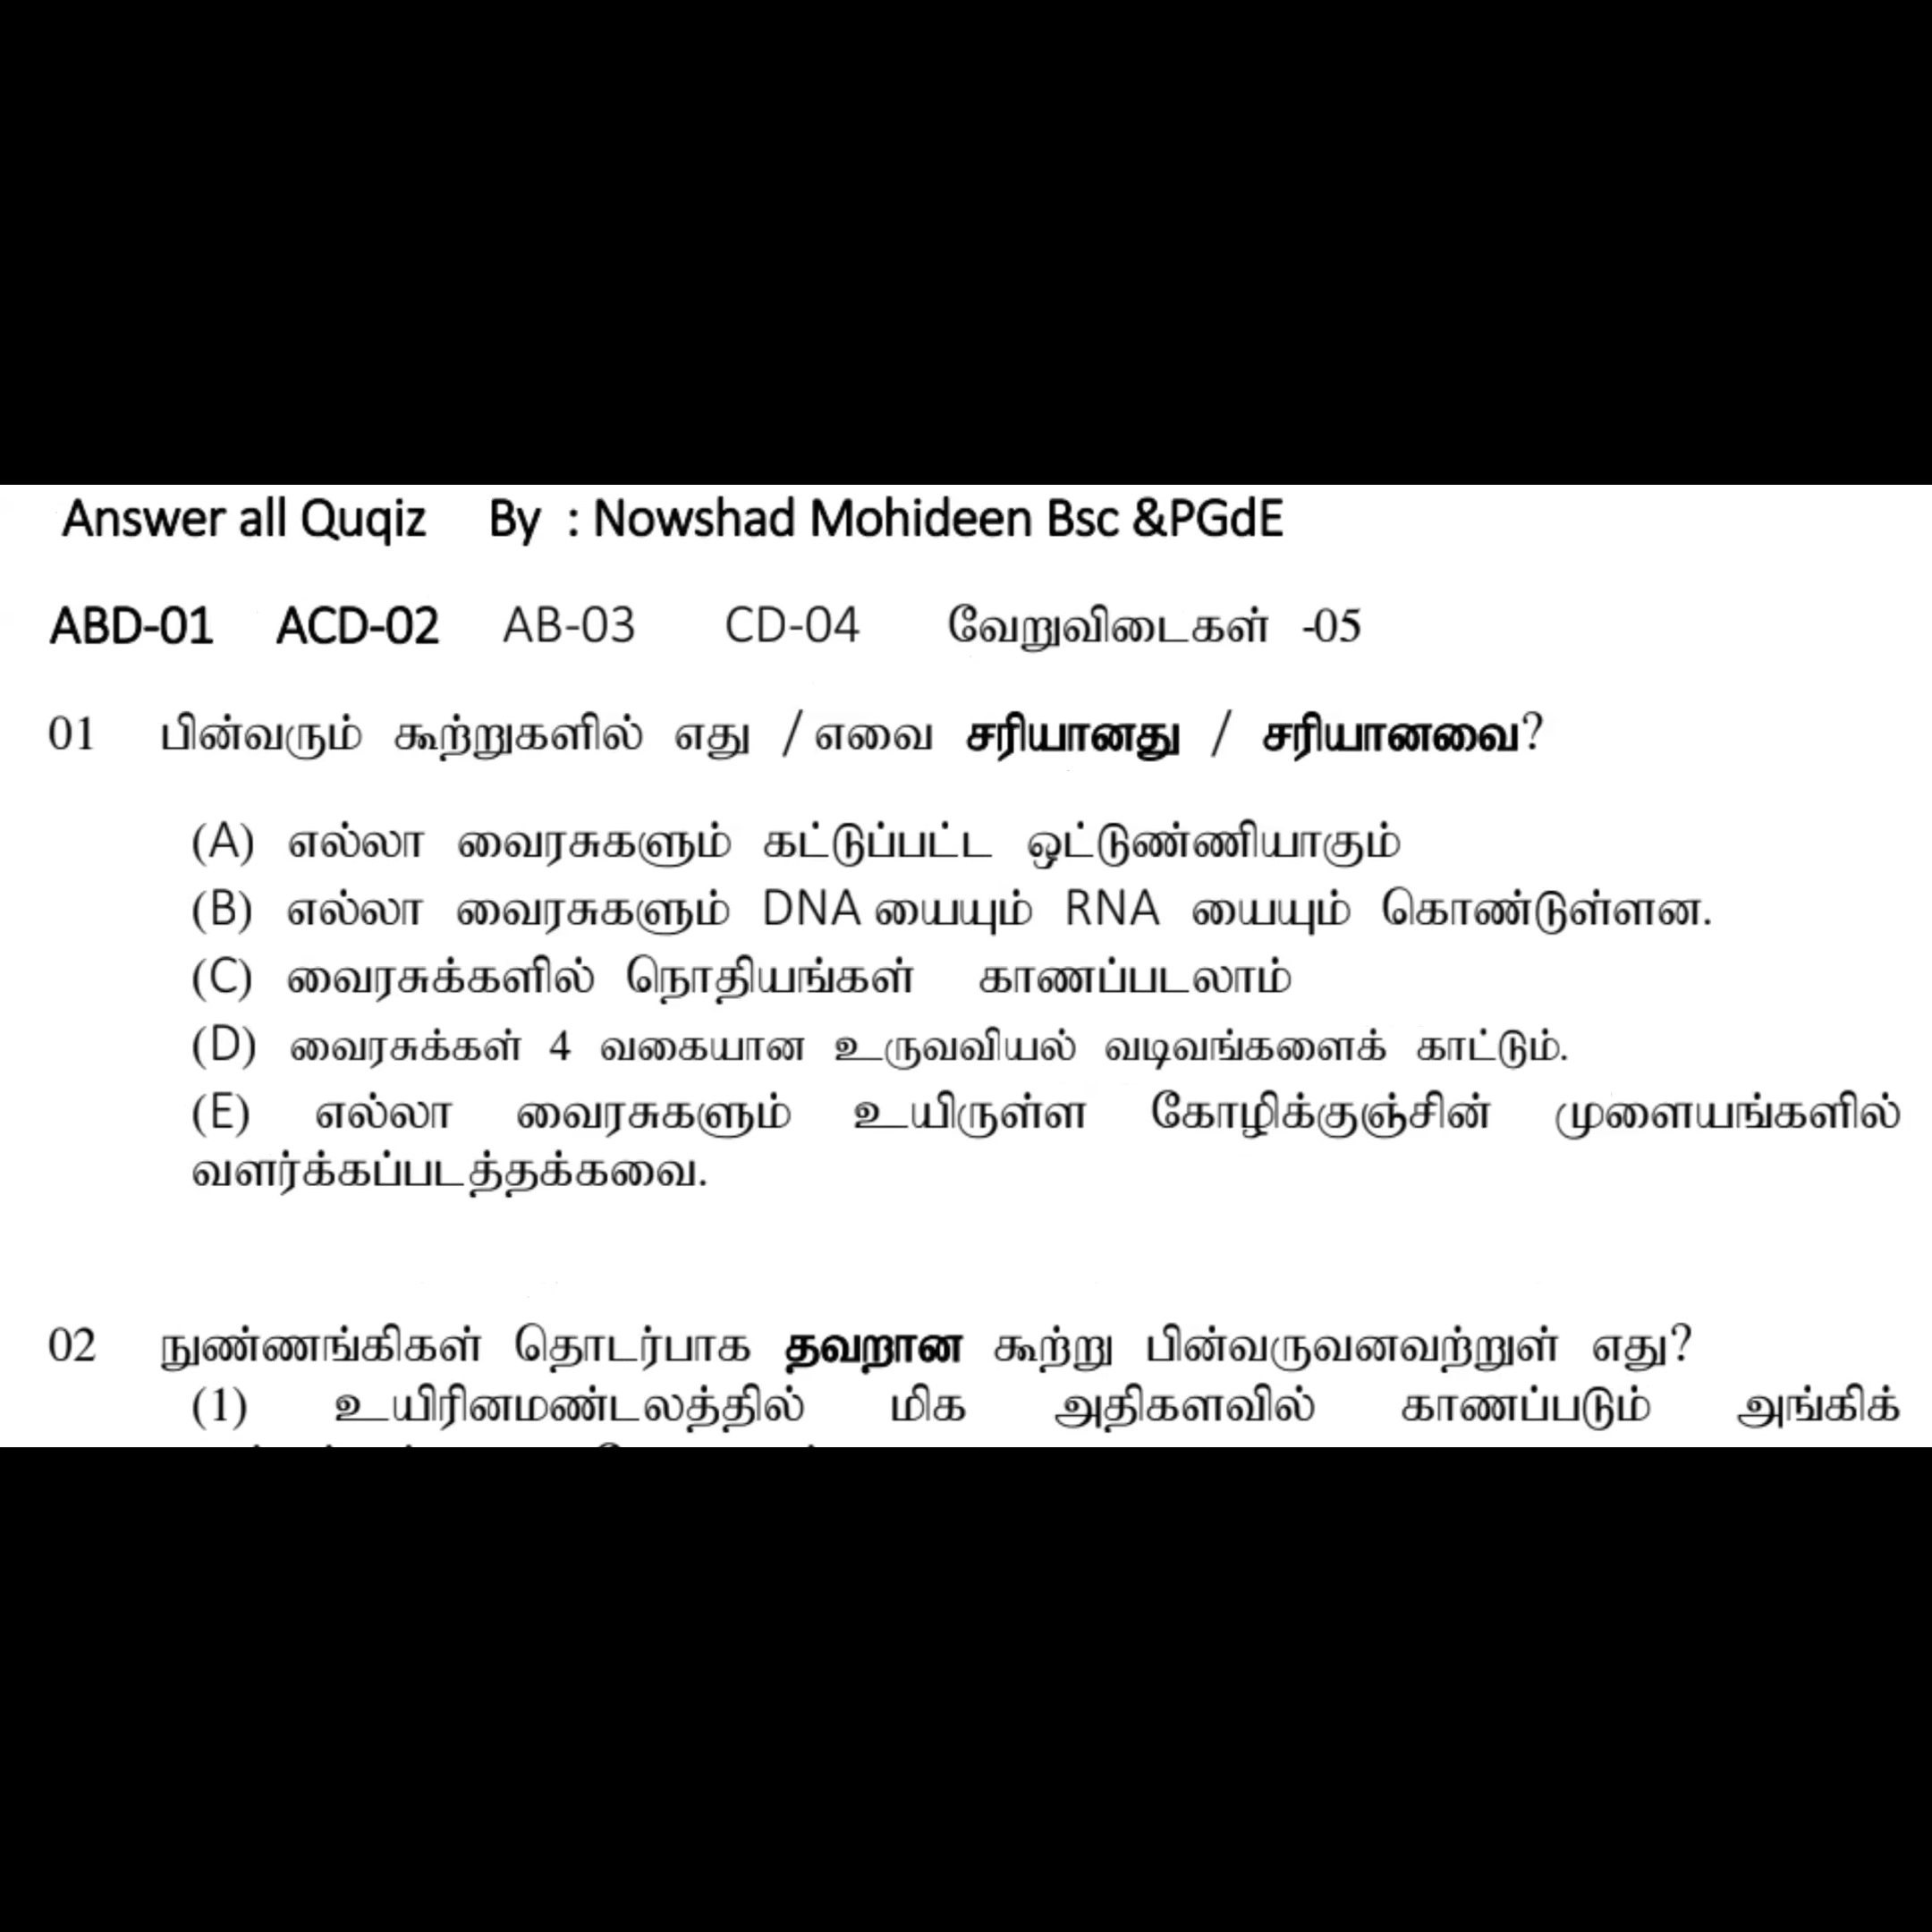 Answer all Quqiz By : Nowshad Mohideen Bsc &PGdE
ABD-01 ACD-02 AB-03 CD-04 வேறுவிடைகள் -05
01 பின்வரும் கூற்றுகளில் எது / எவை சரியானது / சரியானவை?
(A) எல்லா வைரசுகளும் கட்டுப்பட்ட ஒட்டுண்ணியாகும்
(B) எல்லா வைரசுகளும் DNA யையும் RNA யையும் கொண்டுள்ளன.
(C) வைரசுக்களில் நொதியங்கள் காணப்படலாம்
(D) வைரசுக்கள் 4 வகையான உருவவியல் வடிவங்களைக் காட்டும்.
(E) எல்லா வைரசுகளும் உயிருள்ள கோழிக்குஞ்சின் முளையங்களில்
வளர்க்கப்படத்தக்கவை.
02 நுண்ணங்கிகள் தொடர்பாக தவறான கூற்று பின்வருவனவற்றுள் எது?
(1) உயிரினமண்டலத்தில் மிக அதிகளவில் காணப்படும் அங்கிக்